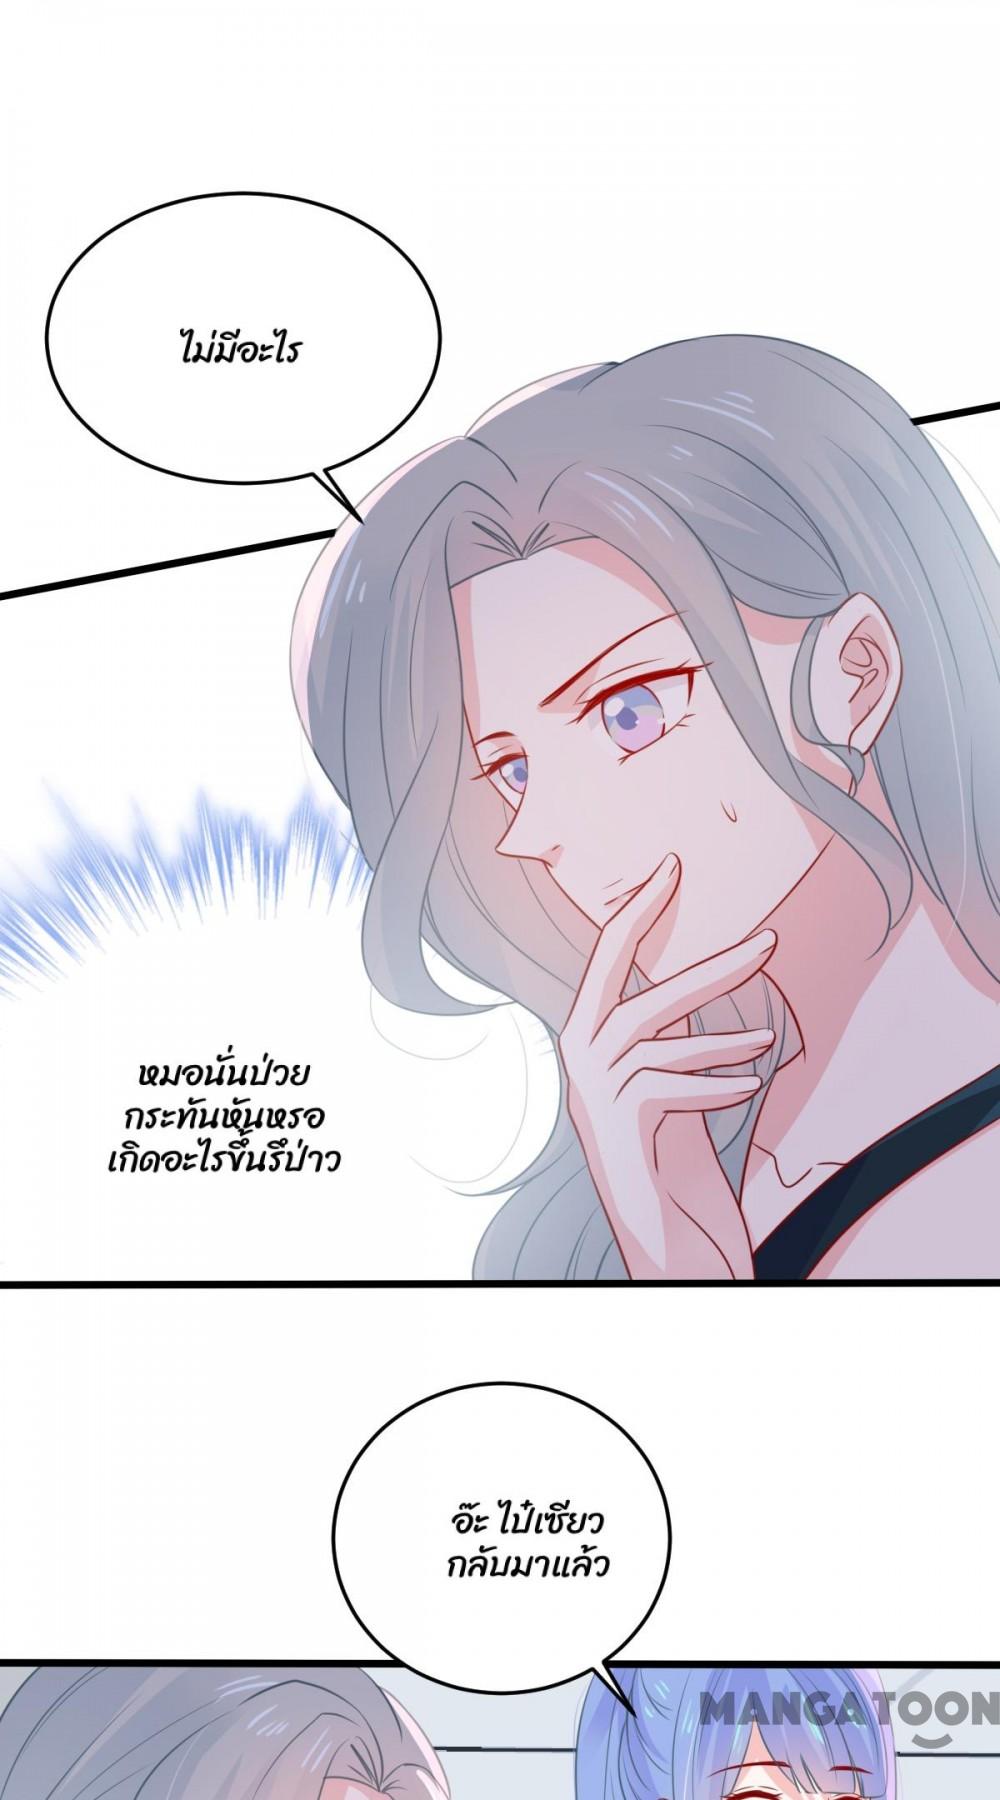 ไม่มีอะไร
หมอนั่นป่วย
กระทันหันหรอ
เกิดอะไรขึ้นรึป่าว
อ๊ะ ไป๋เซียว
กลับมาแล้ว
MANGATOON